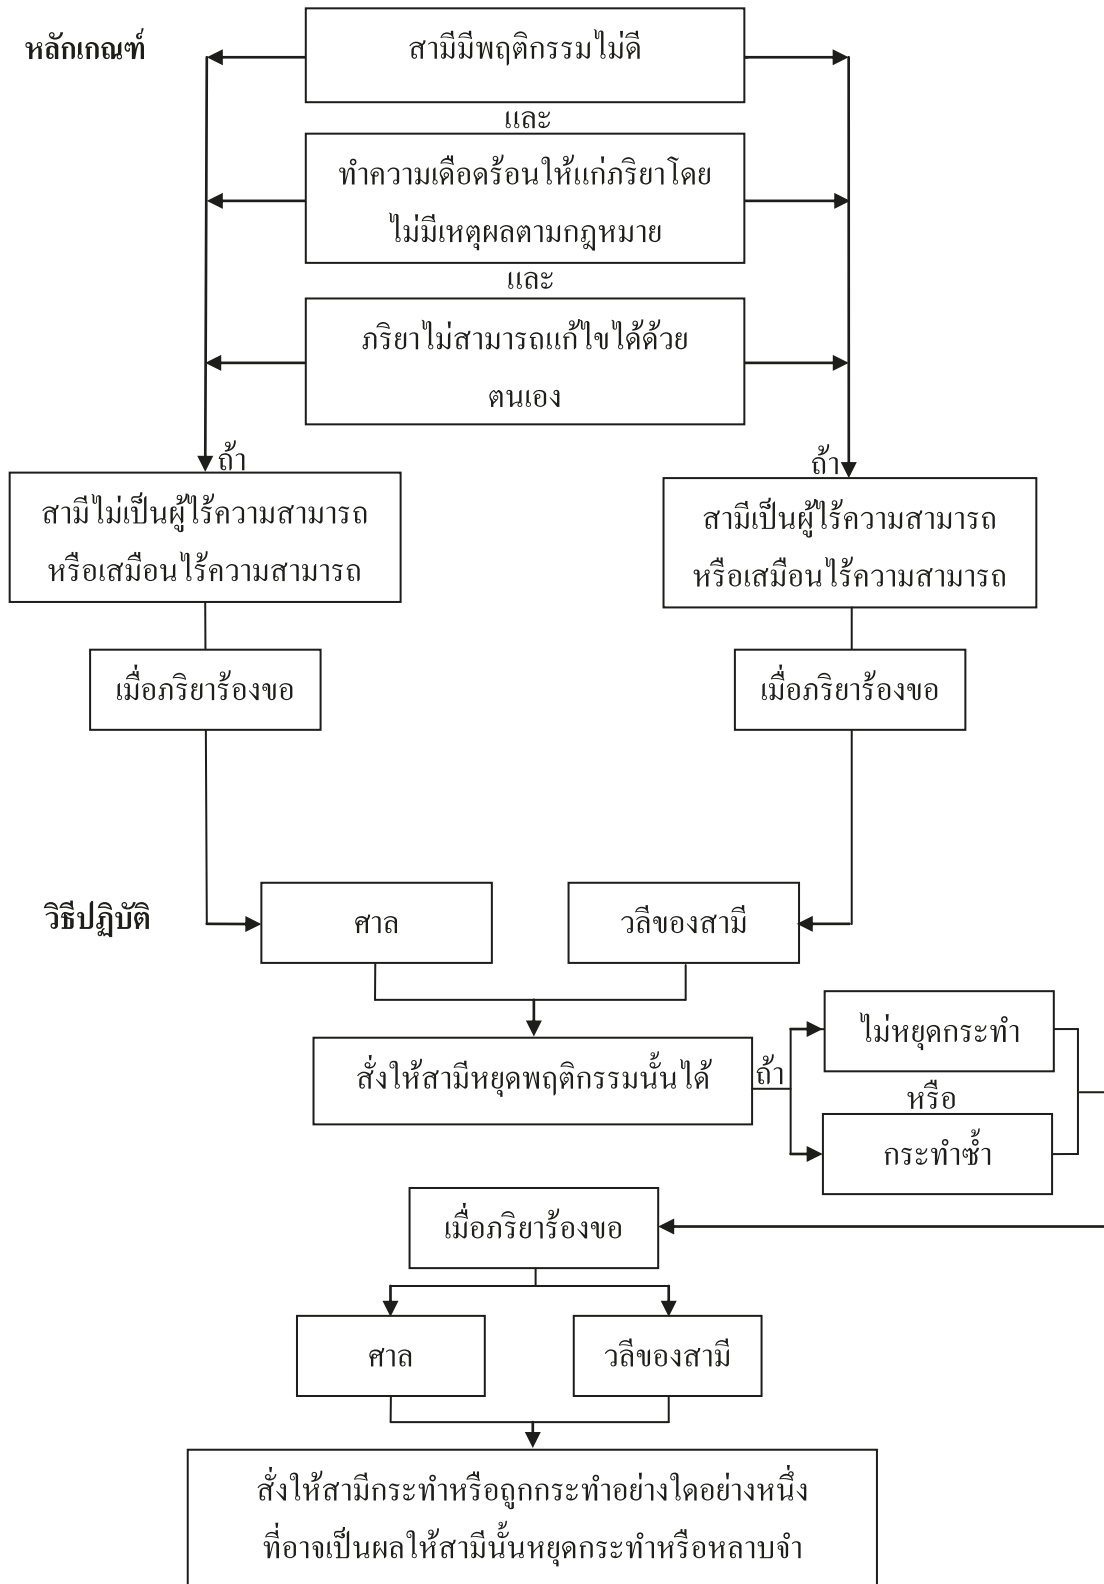 หลักเกณฑ์
สามีมีพฤติกรรมไม่ดี
และ
ทำความเดือดร้อนให้แก่ภริยาโดย
ไม่มีเหตุผลตามกฎหมาย
และ
ภริยาไม่สามารถแก้ไขได้ด้วย
ตนเอง
ถ้า
ถ้า
สามีไม่เป็นผู้ไร้ความสามารถ
หรือเสมือนไร้ความสามารถ
สามีเป็นผู้ไร้ความสามารถ
หรือเสมือนไร้ความสามารถ
เมื่อภริยาร้องขอ
เมื่อภริยาร้องขอ
วิธีปฏิบัติ
ศาล
วลีของสามี
สั่งให้สามีหยุดพฤติกรรมนั้นได้
ถ้า
ไม่หยุดกระทำ
หรือ
กระทำซ้ำ
เมื่อภริยาร้องขอ
ศาล
วลีของสามี
สั่งให้สามีกระทำหรือถูกกระทำอย่างใดอย่างหนึ่ง
ที่อาจเป็นผลให้สามีนั้นหยุดกระทำหรือหลาบจำ